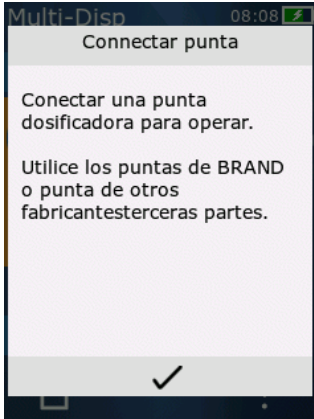 Multi-Disp 08:08
Connectar punta
Conectar una punta
dosificadora para operar.
Utilice los puntas de BRAND
o punta de otros
fabricantesterceras partes.